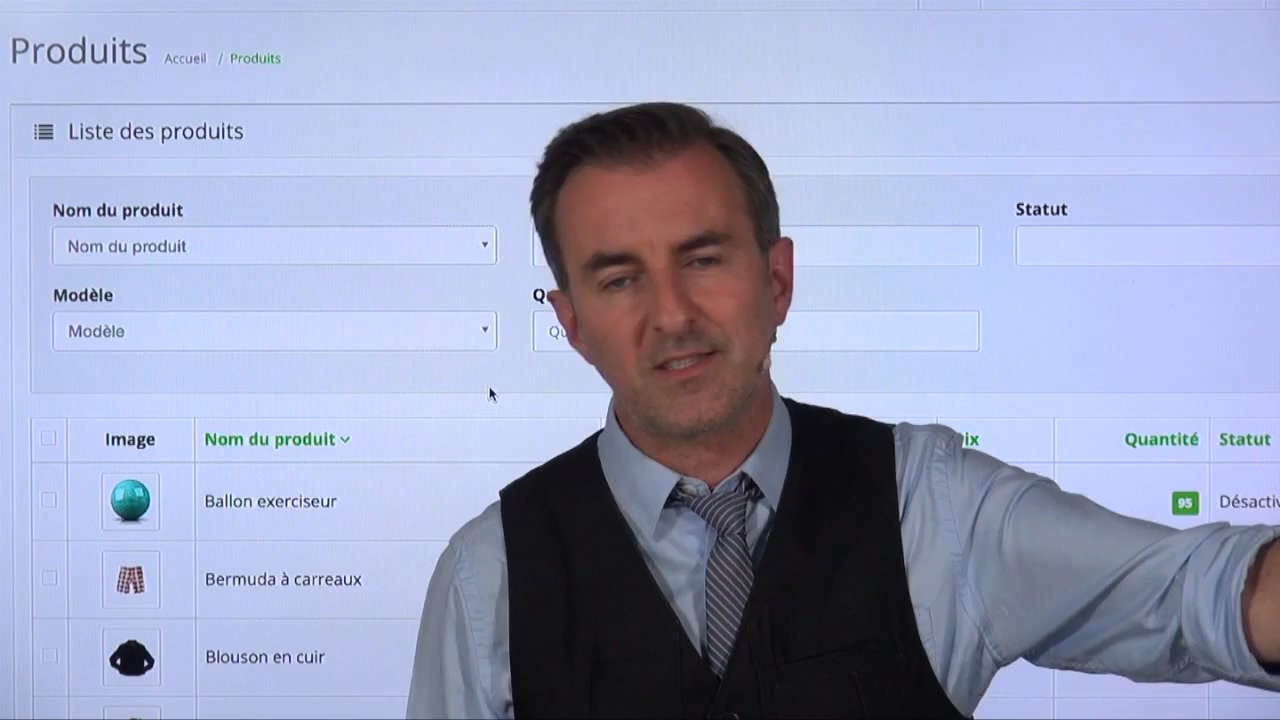 Produits Accueil / Produits
Liste des produits
Nom du produit Statut
Nom du produit
Modèle
Modèle
Image Nom du produit Quantité Statut
Ballon exerciseur 95
Bermuda à carreaux
Blouson en cuir